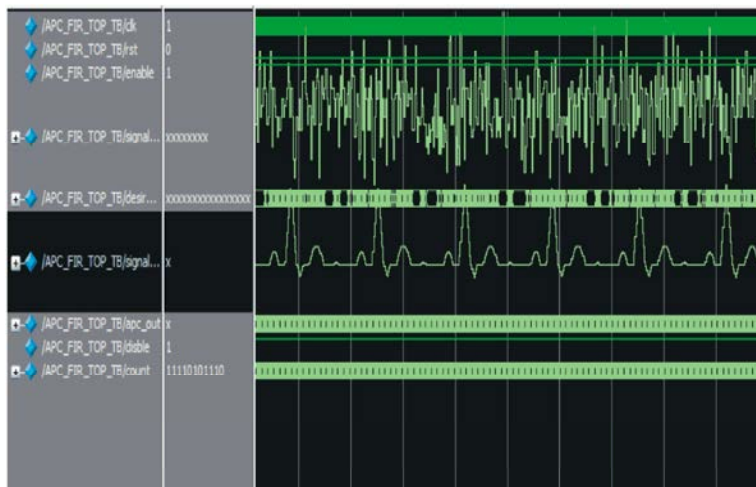 /APC_FIR_TOP_TB/clk 1
/APC_FIR_TOP_TB/rst 0
/APC_FIR_TOP_TB/enable 1
/APC_FIR_TOP_TB/signal... xxxxxxxx
/APC_FIR_TOP_TB/desir... xxxxxxxxxxxxxxxx
/APC_FIR_TOP_TB/signal... x
/APC_FIR_TOP_TB/apc_out x
/APC_FIR_TOP_TB/disble 1
/APC_FIR_TOP_TB/count 11110101110